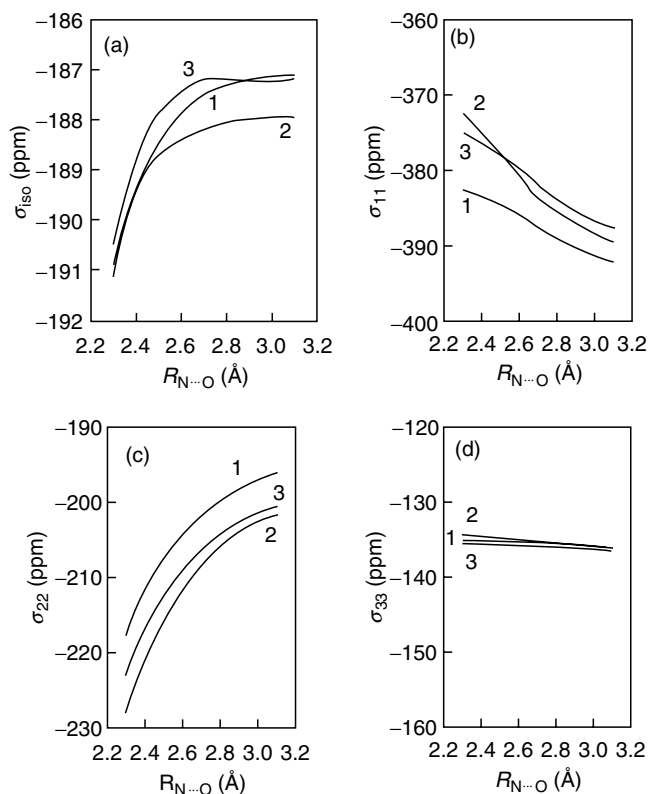 (a)
−186
−187
−188
−189
−190
−191
−192
σiso (ppm)
3
1
2
2.2 2.4 2.6 2.8 3.0 3.2
RN···O (Å)
(b)
−360
−370
−380
−390
−400
σ11 (ppm)
2
3
1
2.2 2.4 2.6 2.8 3.0 3.2
RN···O (Å)
(c)
−190
−200
−210
−220
−230
σ22 (ppm)
1
3
2
2.2 2.4 2.6 2.8 3.0 3.2
RN···O (Å)
(d)
−120
−130
−140
−150
−160
σ33 (ppm)
2
1
3
2.2 2.4 2.6 2.8 3.0 3.2
RN···O (Å)